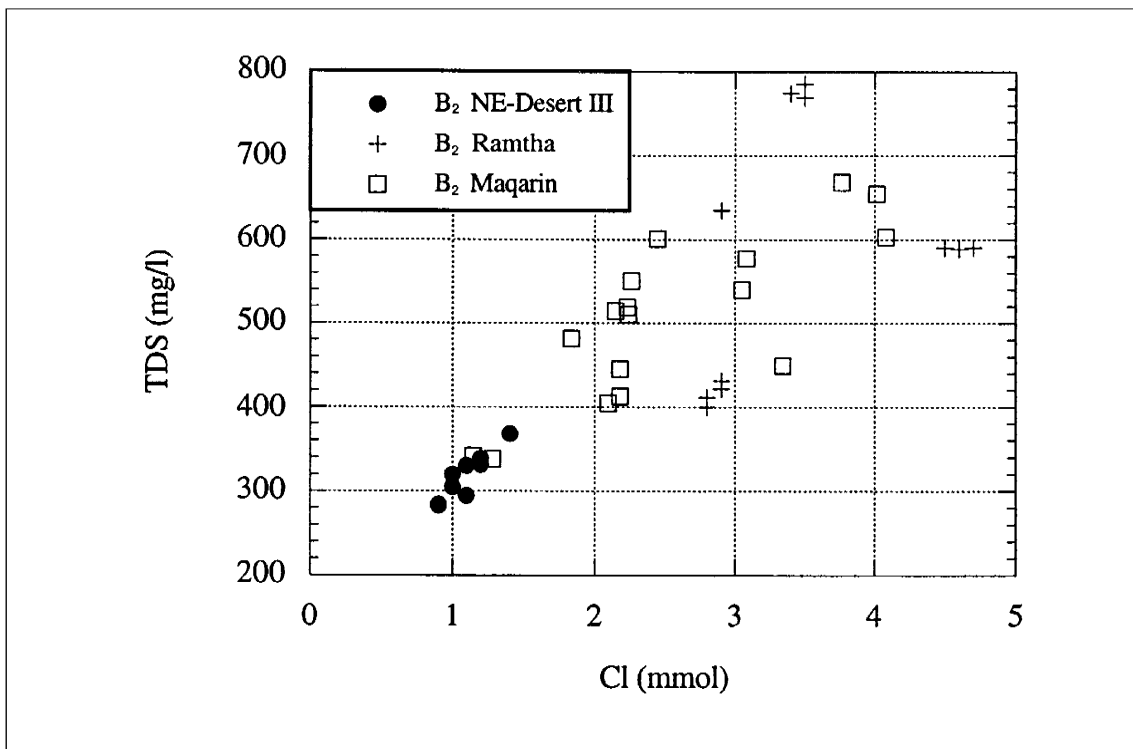 800
700
600
500
400
300
200
TDS (mg/l)
B₂ NE-Desert III
B₂ Ramtha
B₂ Maqarin
0 1 2 3 4 5
Cl (mmol)